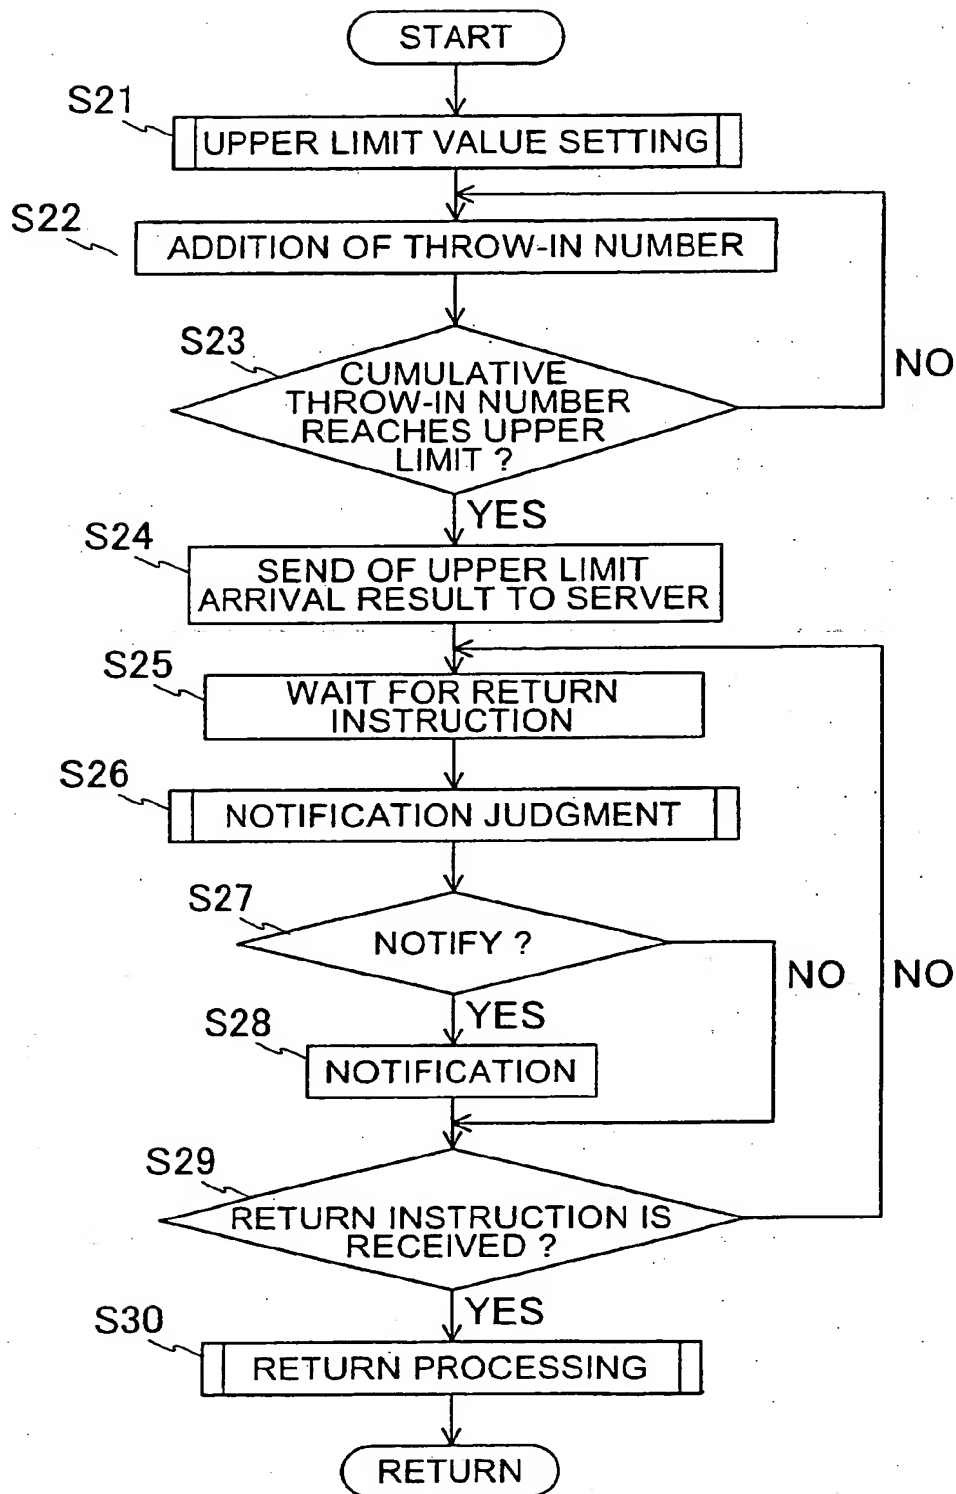 START
S21
UPPER LIMIT VALUE SETTING
S22
ADDITION OF THROW-IN NUMBER
S23
CUMULATIVE
THROW-IN NUMBER
REACHES UPPER
LIMIT ?
NO
YES
S24
SEND OF UPPER LIMIT
ARRIVAL RESULT TO SERVER
S25
WAIT FOR RETURN
INSTRUCTION
S26
NOTIFICATION JUDGMENT
S27
NOTIFY ?
NO
NO
YES
S28
NOTIFICATION
S29
RETURN INSTRUCTION IS
RECEIVED ?
YES
S30
RETURN PROCESSING
RETURN